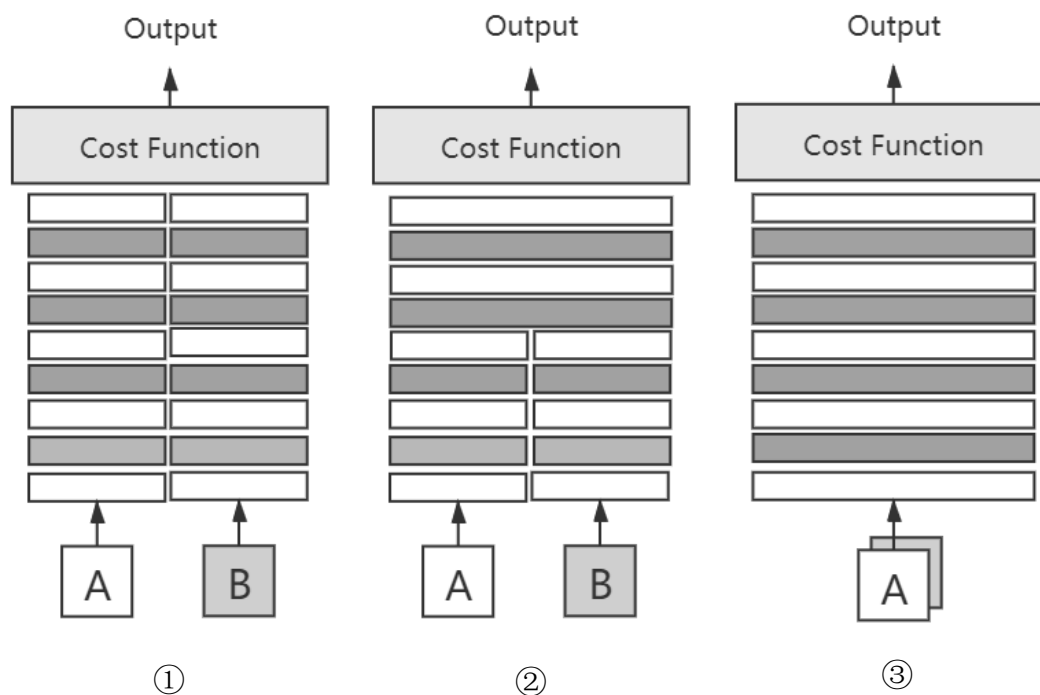 Output
Cost Function
A
B
①
Output
Cost Function
A
B
②
Output
Cost Function
A
③